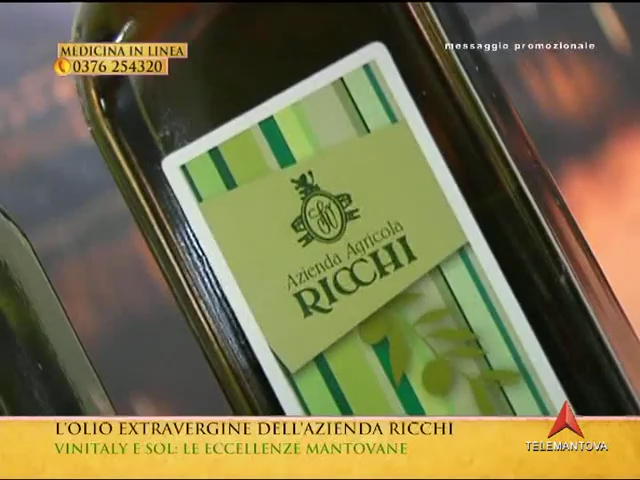 MEDICINA IN LINEA
0376 254320
messaggio promozionale
Azienda Agricola
RICCHI
L'OLIO EXTRAVERGINE DELL'AZIENDA RICCHI
VINITALY E SOL: LE ECCELLENZE MANTOVANE
TELEMANTOVA